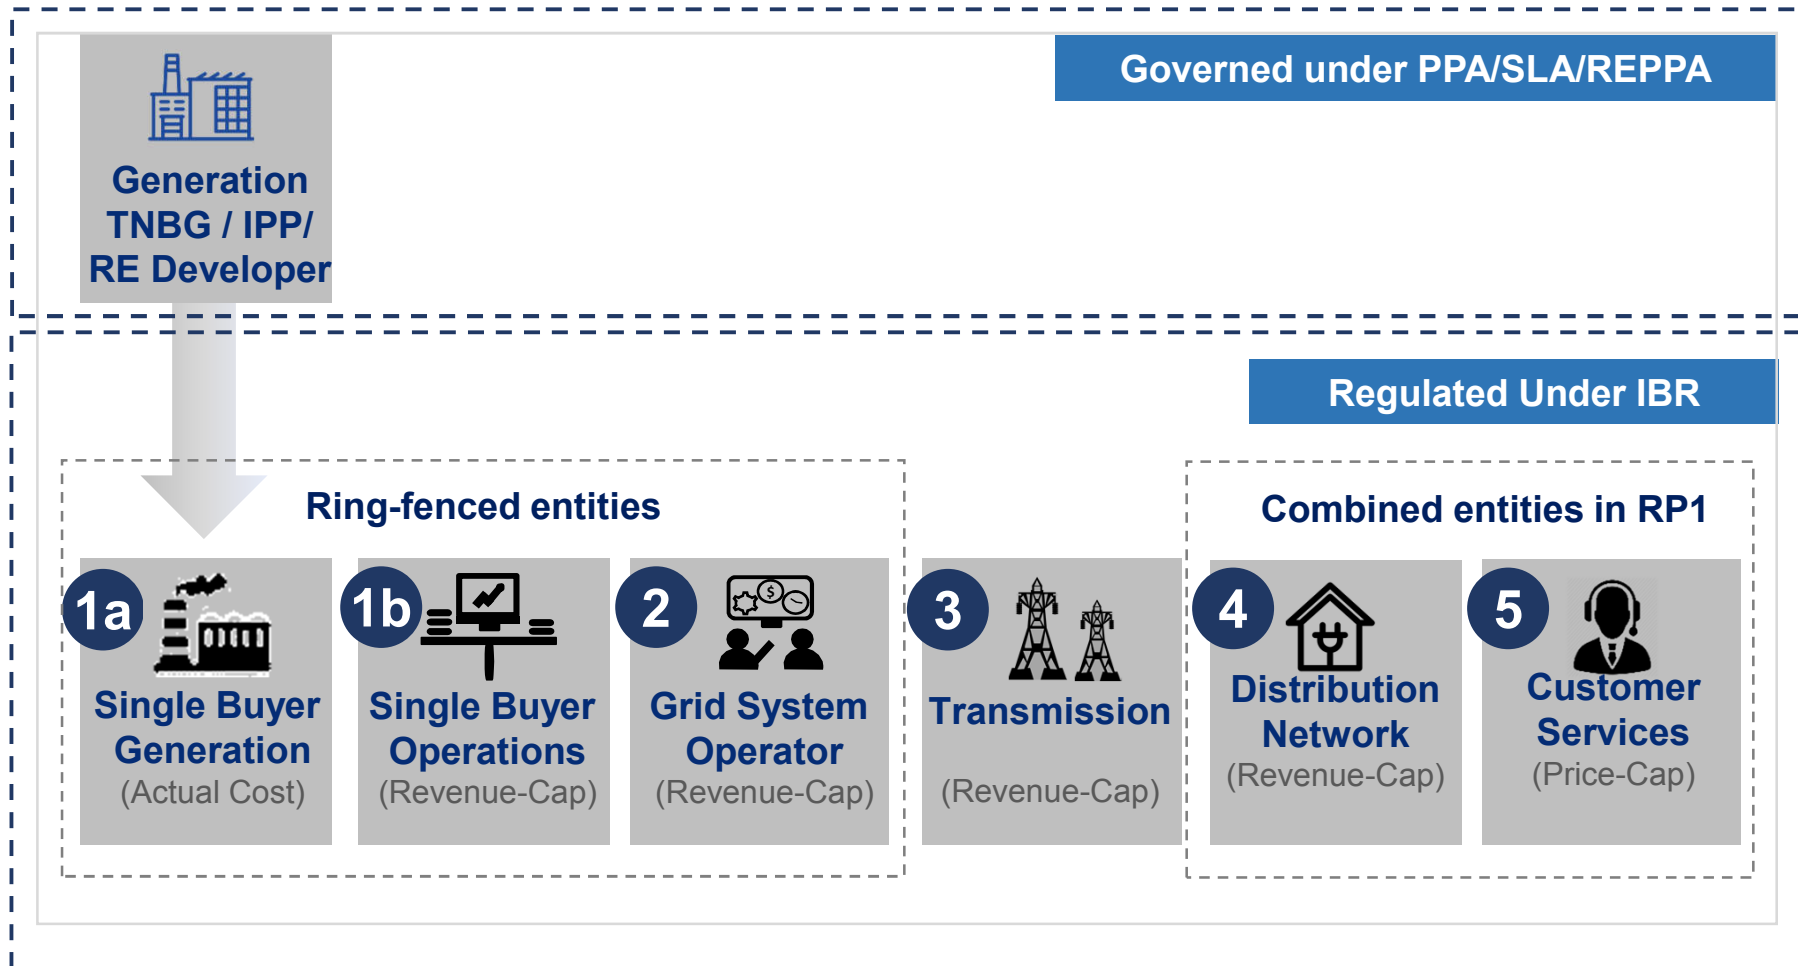 Governed under PPA/SLA/REPPA
Generation
TNBG / IPP/
RE Developer
Regulated Under IBR
Ring-fenced entities
Combined entities in RP1
1a
Single Buyer
Generation
(Actual Cost)
1b
Single Buyer
Operations
(Revenue-Cap)
2
$
Grid System
Operator
(Revenue-Cap)
3
Transmission
(Revenue-Cap)
4
Distribution
Network
(Revenue-Cap)
5
Customer
Services
(Price-Cap)